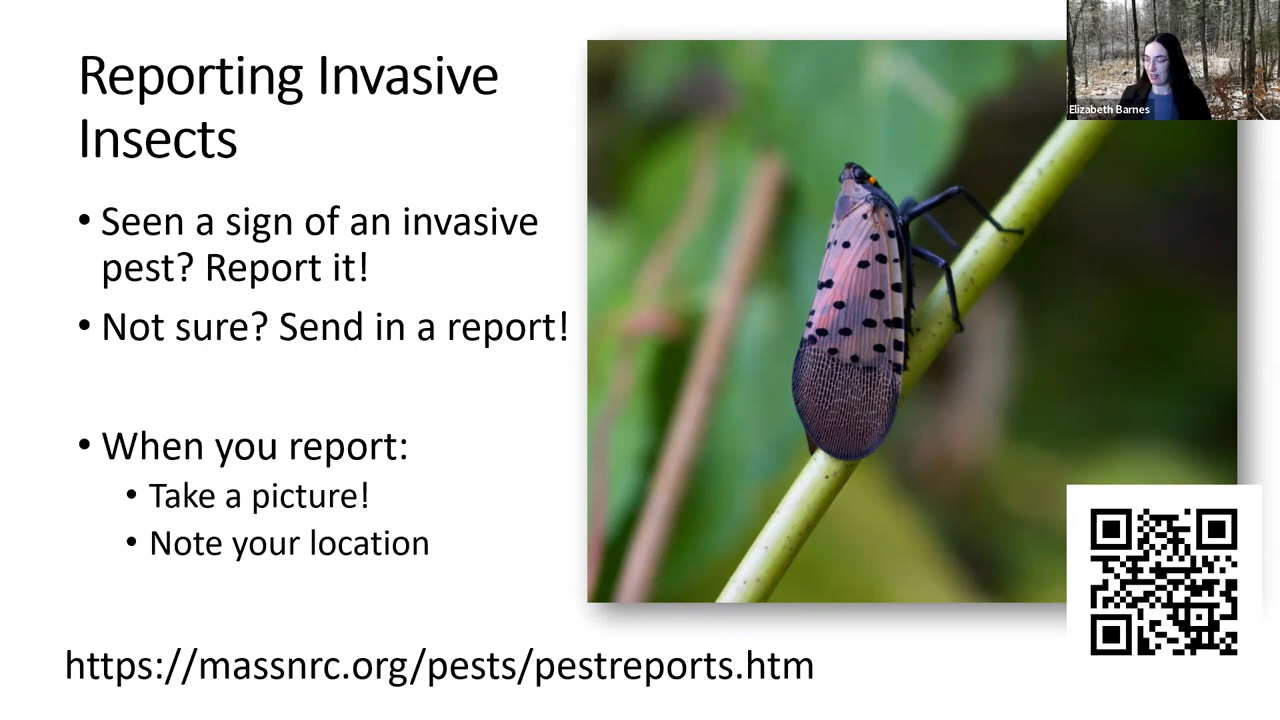 Reporting Invasive
Insects
• Seen a sign of an invasive
pest? Report it!
• Not sure? Send in a report!
• When you report:
• Take a picture!
• Note your location
https://massnrc.org/pests/pestreports.htm
Elizabeth Barnes